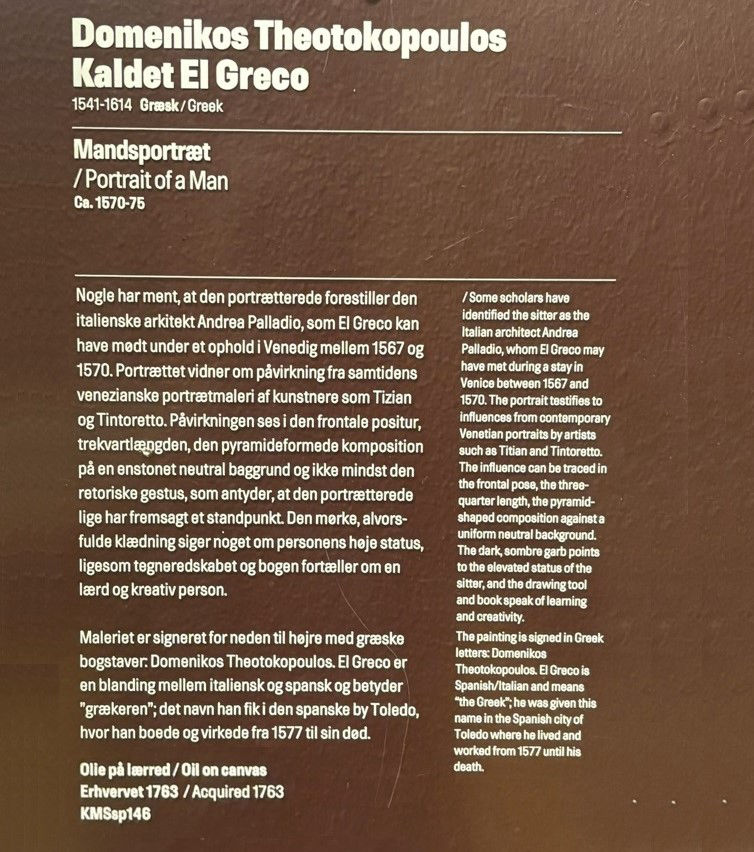 Domenikos Theotokopoulos
Kaldet El Greco
1541-1614 Græsk / Greek
Mandsportræt
/ Portrait of a Man
Ca. 1570-75
Nogle har ment, at den portrætterede forestiller den
italienske arkitekt Andrea Palladio, som El Greco kan
have mødt under et ophold i Venedig mellem 1567 og
1570. Portrættet vidner om påvirkning fra samtidens
venezianske portrætmaleri af kunstnere som Tizian
og Tintoretto. Påvirkningen ses i den frontale positur,
trekvartlængden, den pyramideformede komposition
på en enstonet neutral baggrund og ikke mindst den
retoriske gestus, som antyder, at den portrætterede
lige har fremsagt et standpunkt. Den mørke, alvors-
fulde klædning siger noget om personens høje status,
ligesom tegneredskabet og bogen fortæller om en
lærd og kreativ person.
Maleriet er signeret for neden til højre med græske
bogstaver: Domenikos Theotokopoulos. El Greco er
en blanding mellem italiensk og spansk og betyder
"grækeren"; det navn han fik i den spanske by Toledo,
hvor han boede og virkede fra 1577 til sin død.
Olie på lærred / Oil on canvas
Erhvervet 1763 / Acquired 1763
KMSsp146
/ Some scholars have
identified the sitter as the
Italian architect Andrea
Palladio, whom El Greco may
have met during a stay in
Venice between 1567 and
1570. The portrait testifies to
influences from contemporary
Venetian portraits by artists
such as Titian and Tintoretto.
The influence can be traced in
the frontal pose, the three-
quarter length, the pyramid-
shaped composition against a
uniform neutral background.
The dark, sombre garb points
to the elevated status of the
sitter, and the drawing tool
and book speak of learning
and creativity.
The painting is signed in Greek
letters: Domenikos
Theotokopoulos. El Greco is
Spanish/Italian and means
"the Greek"; he was given this
name in the Spanish city of
Toledo where he lived and
worked from 1577 until his
death.